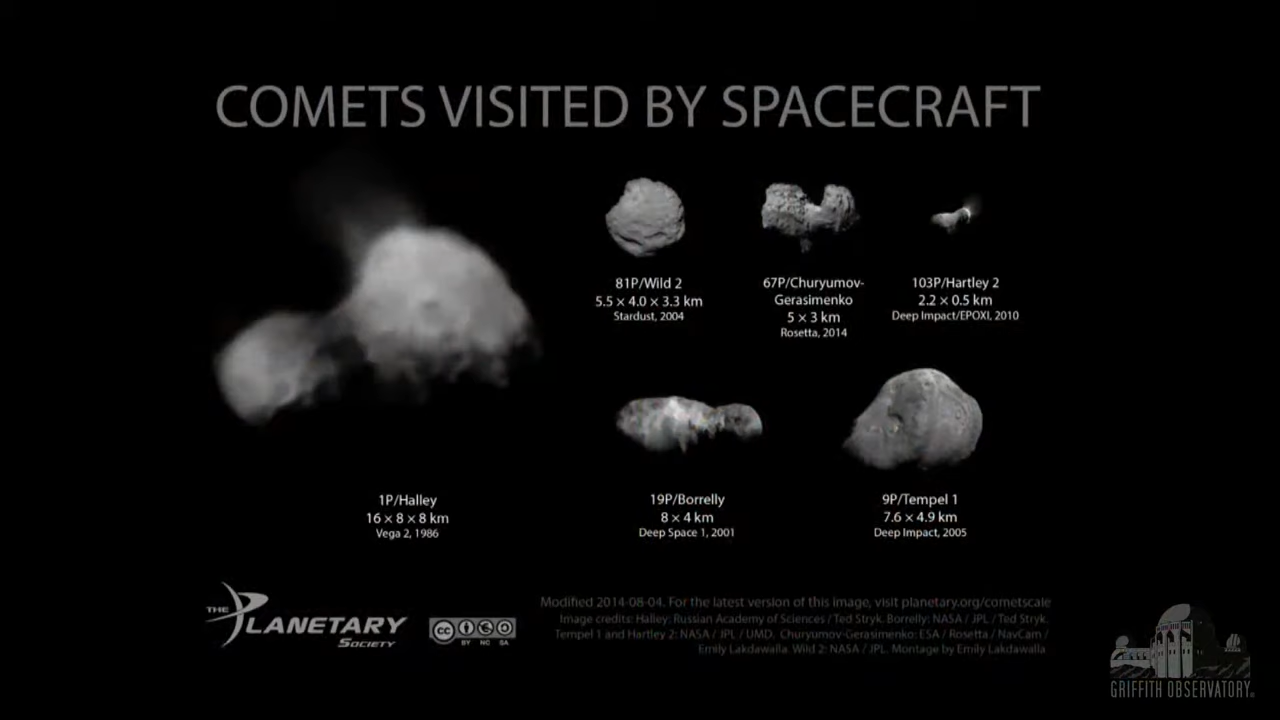 COMETS VISITED BY SPACECRAFT
81P/Wild 2
5.5 × 4.0 × 3.3 km
Stardust, 2004
67P/Churyumov-
Gerasimenko
5 × 3 km
Rosetta, 2014
103P/Hartley 2
2.2 × 0.5 km
Deep Impact/EPOXI, 2010
1P/Halley
16 × 8 × 8 km
Vega 2, 1986
19P/Borrelly
8 × 4 km
Deep Space 1, 2001
9P/Tempel 1
7.6 × 4.9 km
Deep Impact, 2005
THE
PLANETARY
SOCIETY
cc
BY NC SA
Modified 2014-08-04. For the latest version of this image, visit planetary.org/cometscale
Image credits: Halley: Russian Academy of Sciences / Ted Stryk. Borrelly: NASA / JPL / Ted Stryk.
Tempel 1 and Hartley 2: NASA / JPL / UMD. Churyumov-Gerasimenko: ESA / Rosetta / NavCam /
Emily Lakdawalla. Wild 2: NASA / JPL. Montage by Emily Lakdawalla.
GRIFFITH OBSERVATORY